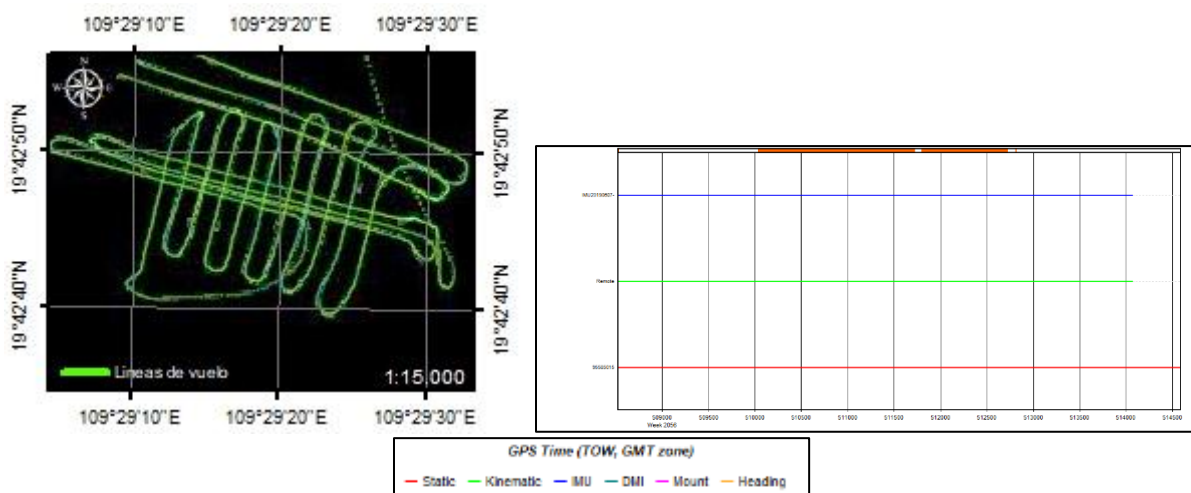 109°29'10"E 109°29'20"E 109°29'30"E
N
W E
S
19°42'50"N
19°42'50"N
19°42'40"N
19°42'40"N
Líneas de vuelo
1:15.000
109°29'10"E 109°29'20"E 109°29'30"E
Remote
509000 509500 510000 510500 511000 511500 512000 512500 513000 513500 514000 514500
Week 2056
GPS Time (TOW, GMT zone)
Static Kinematic IMU DMI Mount Heading